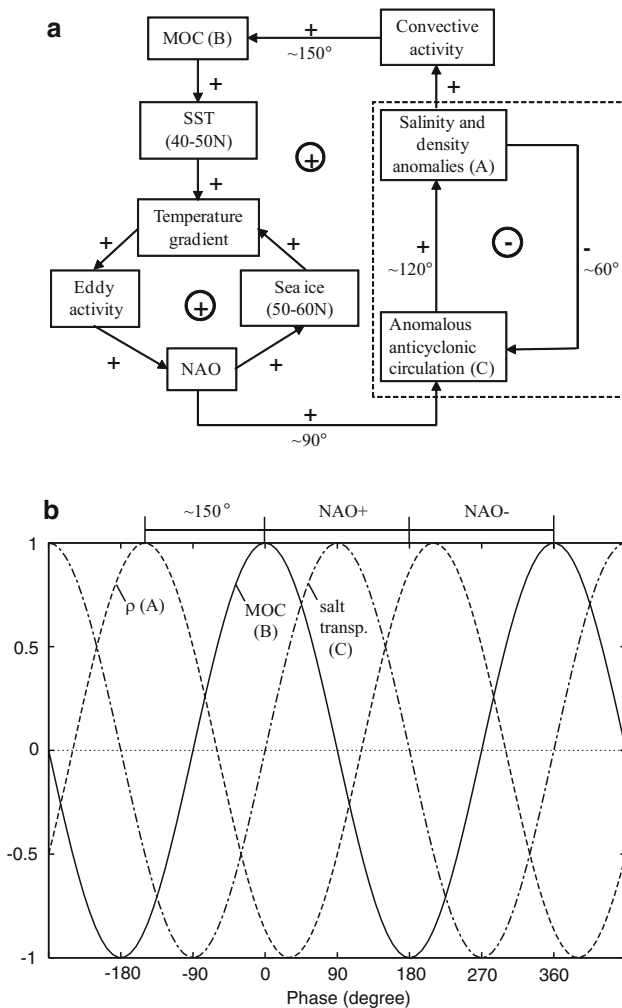 a
MOC (B)
+
~150°
Convective
activity
+
+
SST
(40-50N)
+
Salinity and
density
anomalies (A)
+
Temperature
gradient
+
+
-
+
~120°
-
~60°
Eddy
activity
+
Sea ice
(50-60N)
Anomalous
anticyclonic
circulation (C)
+
NAO
+
+
~90°
b
~150°
NAO+
NAO-
1
ρ (A)
MOC
(B)
salt
transp.
(C)
0.5
0
-0.5
-1
-180
-90
0
90
180
270
360
Phase (degree)